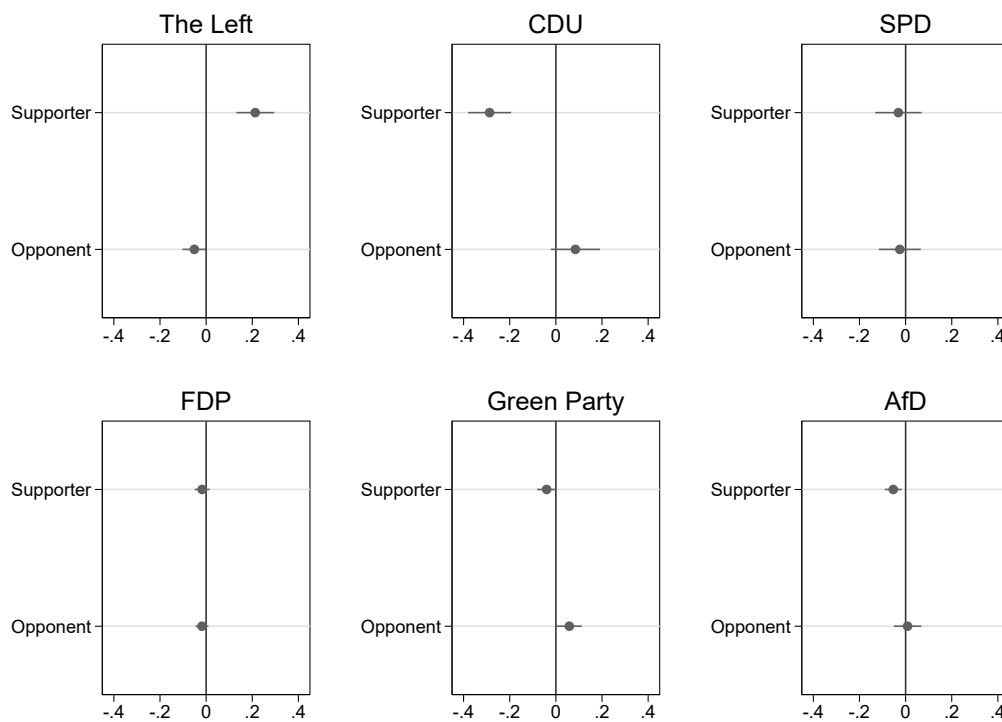 The Left
CDU
SPD
Supporter
Supporter
Supporter
Opponent
Opponent
Opponent
-.4 -.2 0 .2 .4
-.4 -.2 0 .2 .4
-.4 -.2 0 .2 .4
FDP
Green Party
AfD
Supporter
Supporter
Supporter
Opponent
Opponent
Opponent
-.4 -.2 0 .2 .4
-.4 -.2 0 .2 .4
-.4 -.2 0 .2 .4